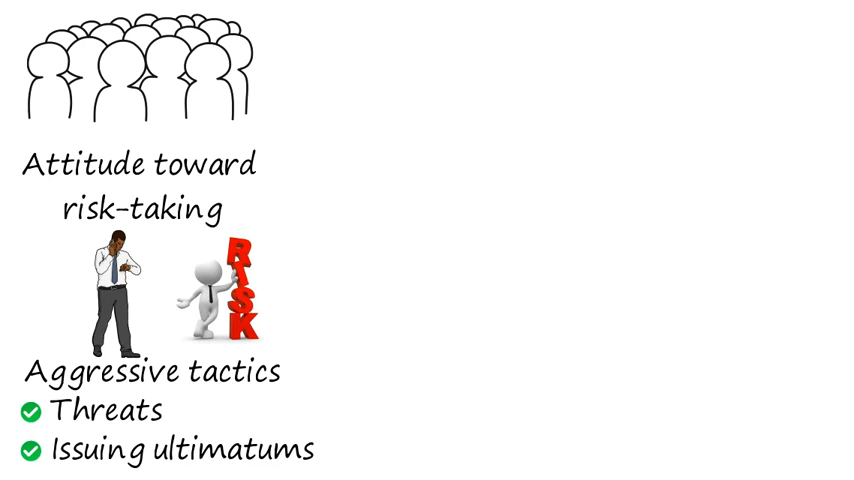 Attitude toward
risk-taking
RISK
Aggressive tactics
Threats
Issuing ultimatums